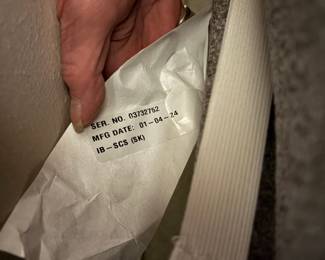 SER. NO. 03732752
MFG DATE: 01-04-24
IB-SCS (SK)